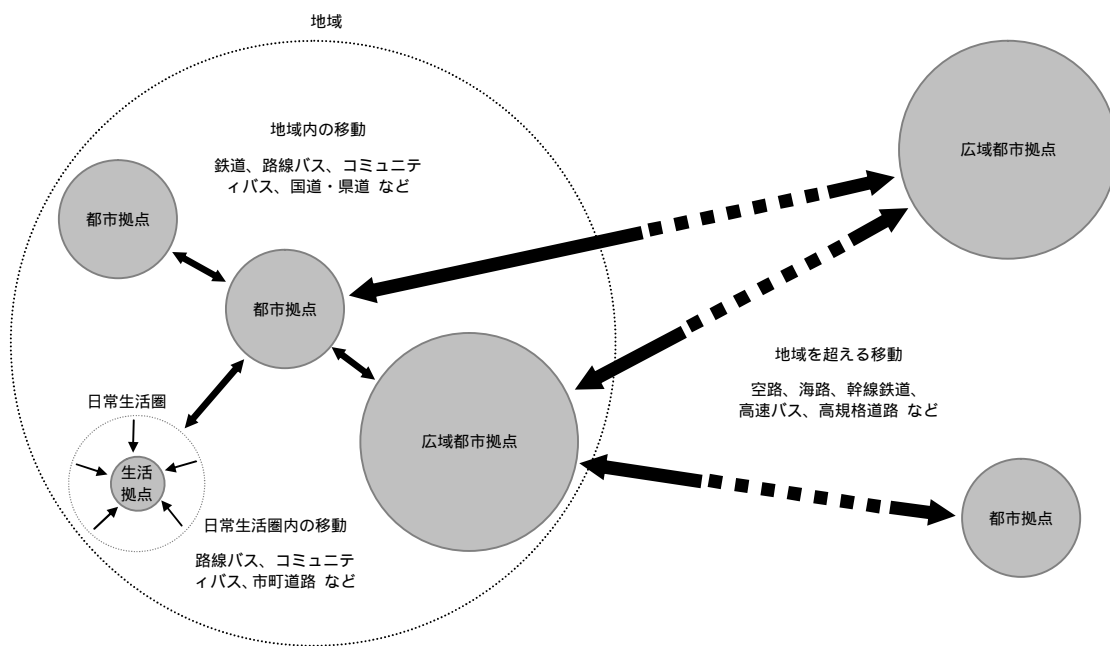 地域
地域内の移動
鉄道、路線バス、コミュニテ
ィバス、国道・県道 など
都市拠点
都市拠点
広域都市拠点
日常生活圏
生活
拠点
日常生活圏内の移動
路線バス、コミュニテ
ィバス、市町道路 など
広域都市拠点
地域を超える移動
空路、海路、幹線鉄道、
高速バス、高規格道路 など
都市拠点